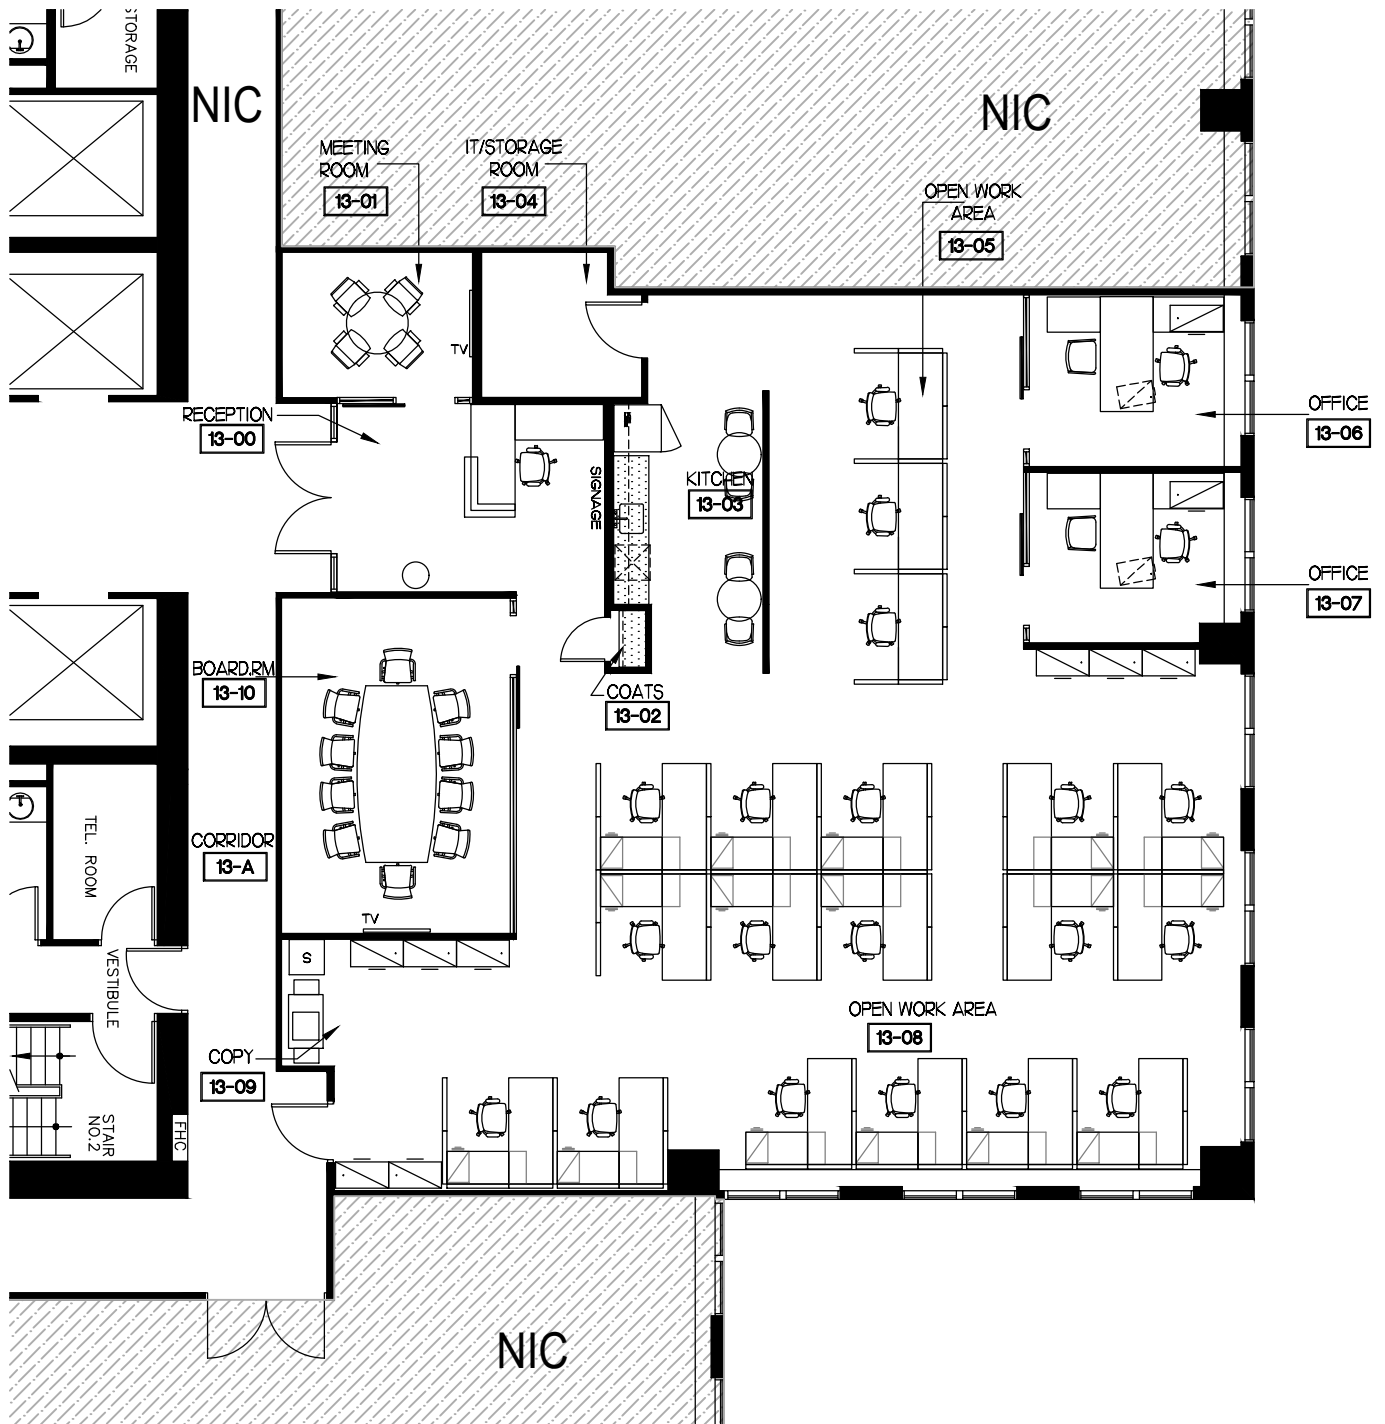 STORAGE
NIC
NIC
MEETING
ROOM
13-01
IT/STORAGE
ROOM
13-04
OPEN WORK
AREA
13-05
TV
RECEPTION
13-00
OFFICE
13-06
SIGNAGE
KITCHEN
13-03
OFFICE
13-07
BOARD.RM
13-10
COATS
13-02
TEL. ROOM
CORRIDOR
13-A
TV
S
VESTIBULE
OPEN WORK AREA
13-08
COPY
13-09
STAIR
NO.2
FHC
NIC